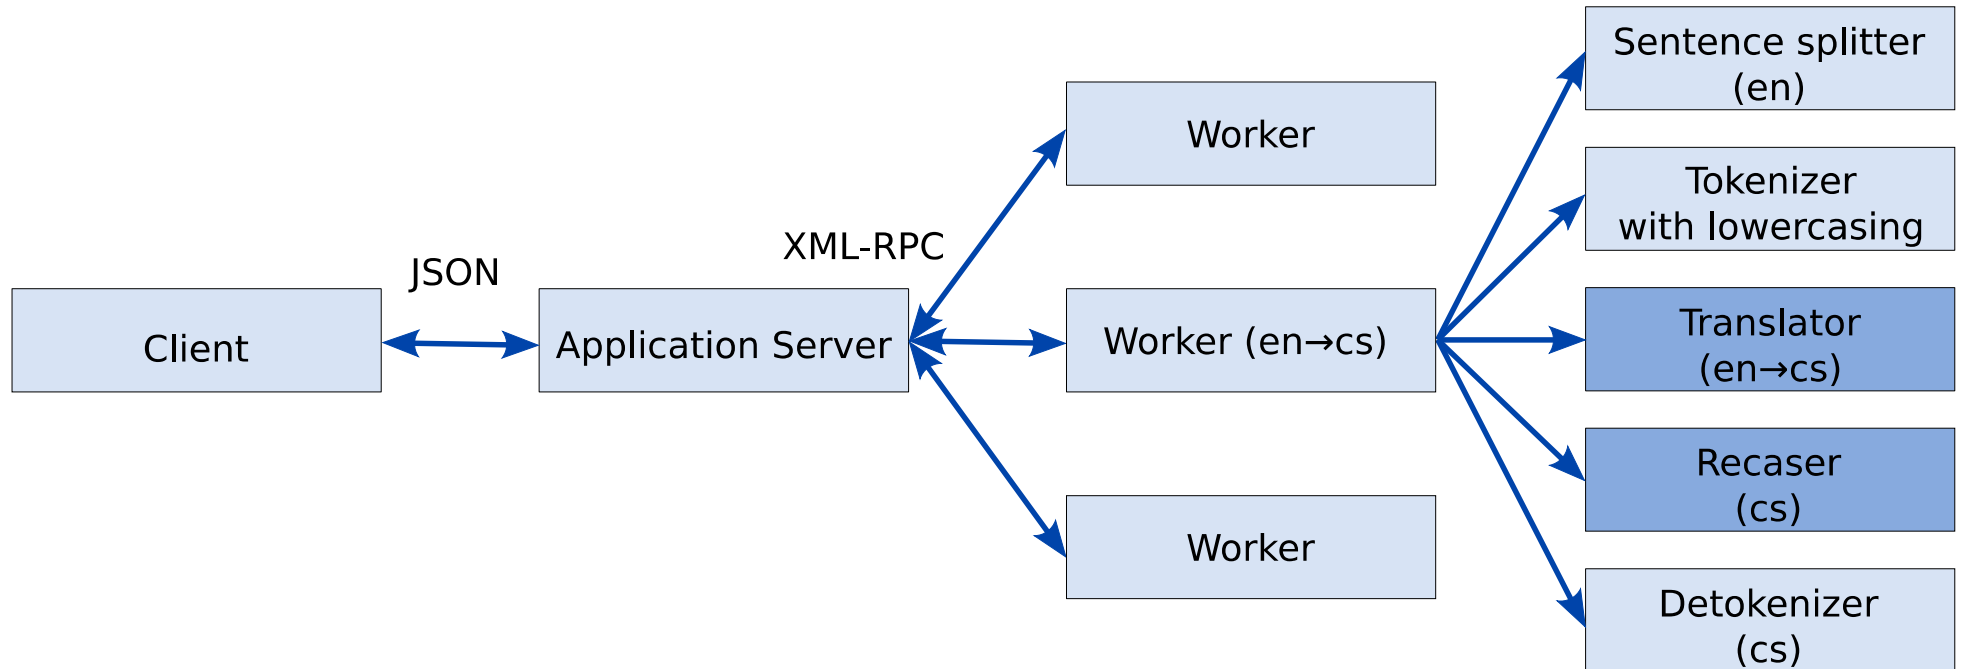 Client
JSON
Application Server
XML-RPC
Worker
Worker (en→cs)
Worker
Sentence splitter
(en)
Tokenizer
with lowercasing
Translator
(en→cs)
Recaser
(cs)
Detokenizer
(cs)